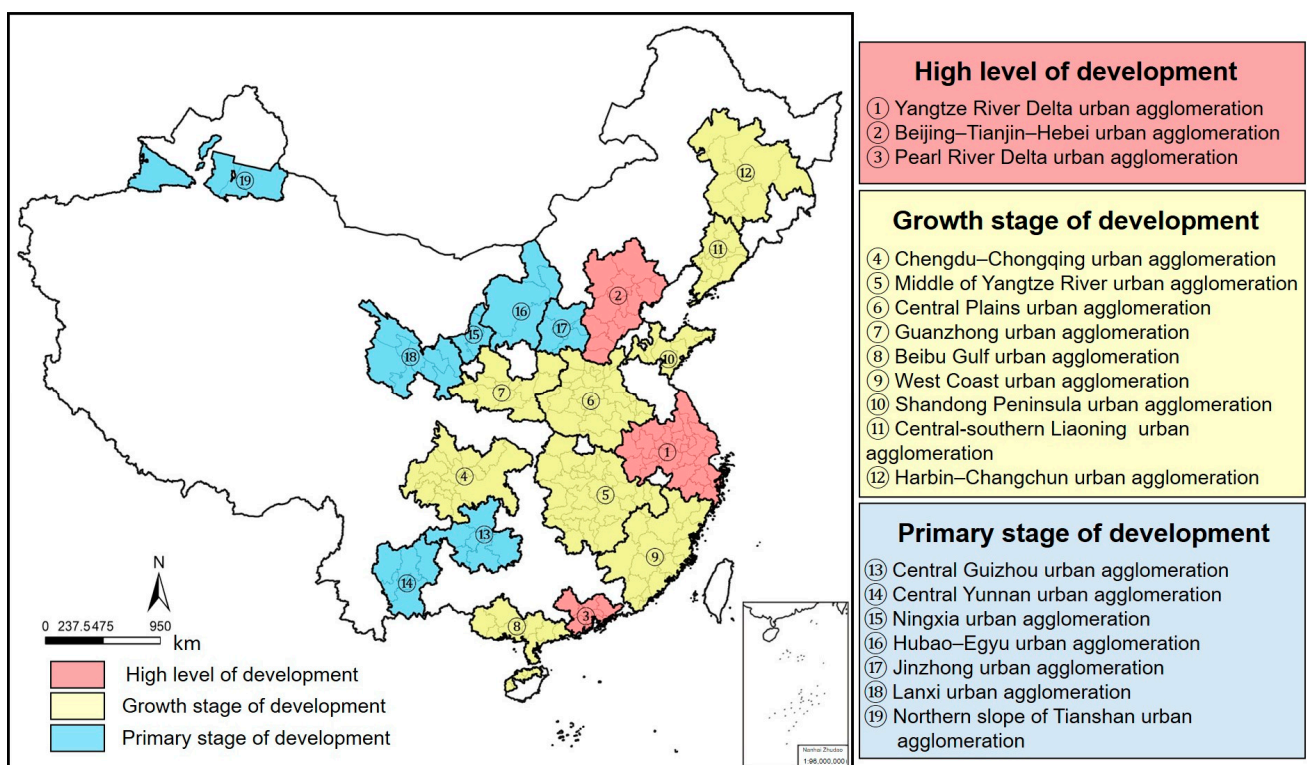 High level of development
① Yangtze River Delta urban agglomeration
② Beijing–Tianjin–Hebei urban agglomeration
③ Pearl River Delta urban agglomeration
Growth stage of development
④ Chengdu–Chongqing urban agglomeration
⑤ Middle of Yangtze River urban agglomeration
⑥ Central Plains urban agglomeration
⑦ Guanzhong urban agglomeration
⑧ Beibu Gulf urban agglomeration
⑨ West Coast urban agglomeration
⑩ Shandong Peninsula urban agglomeration
⑪ Central-southern Liaoning urban
agglomeration
⑫ Harbin–Changchun urban agglomeration
Primary stage of development
⑬ Central Guizhou urban agglomeration
⑭ Central Yunnan urban agglomeration
⑮ Ningxia urban agglomeration
⑯ Hubao–Egyu urban agglomeration
⑰ Jinzhong urban agglomeration
⑱ Lanxi urban agglomeration
⑲ Northern slope of Tianshan urban
agglomeration
⑫
⑲
⑪
②
⑯
⑰
⑮
⑱
⑩
⑦
⑥
①
④
⑤
⑬
⑨
⑭
③
⑧
N
0 237.5 475 950
km
High level of development
Growth stage of development
Primary stage of development
Nanhai Zhudao